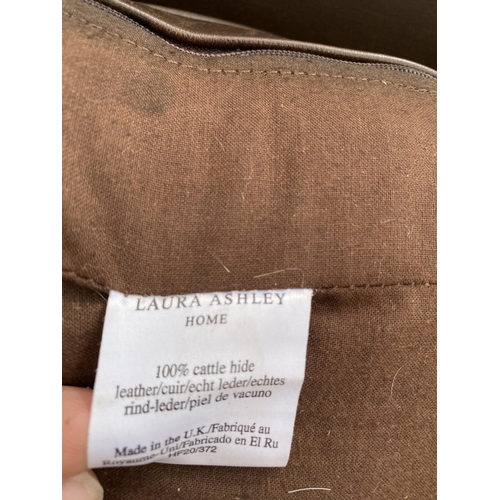 LAURA ASHLEY
HOME
100% cattle hide
leather/cuir/echt leder/echtes
rind-leder/piel de vacuno
Made in the U.K./Fabriqué au
Royaume-Uni/Fabricado en El Ru
HF20/372